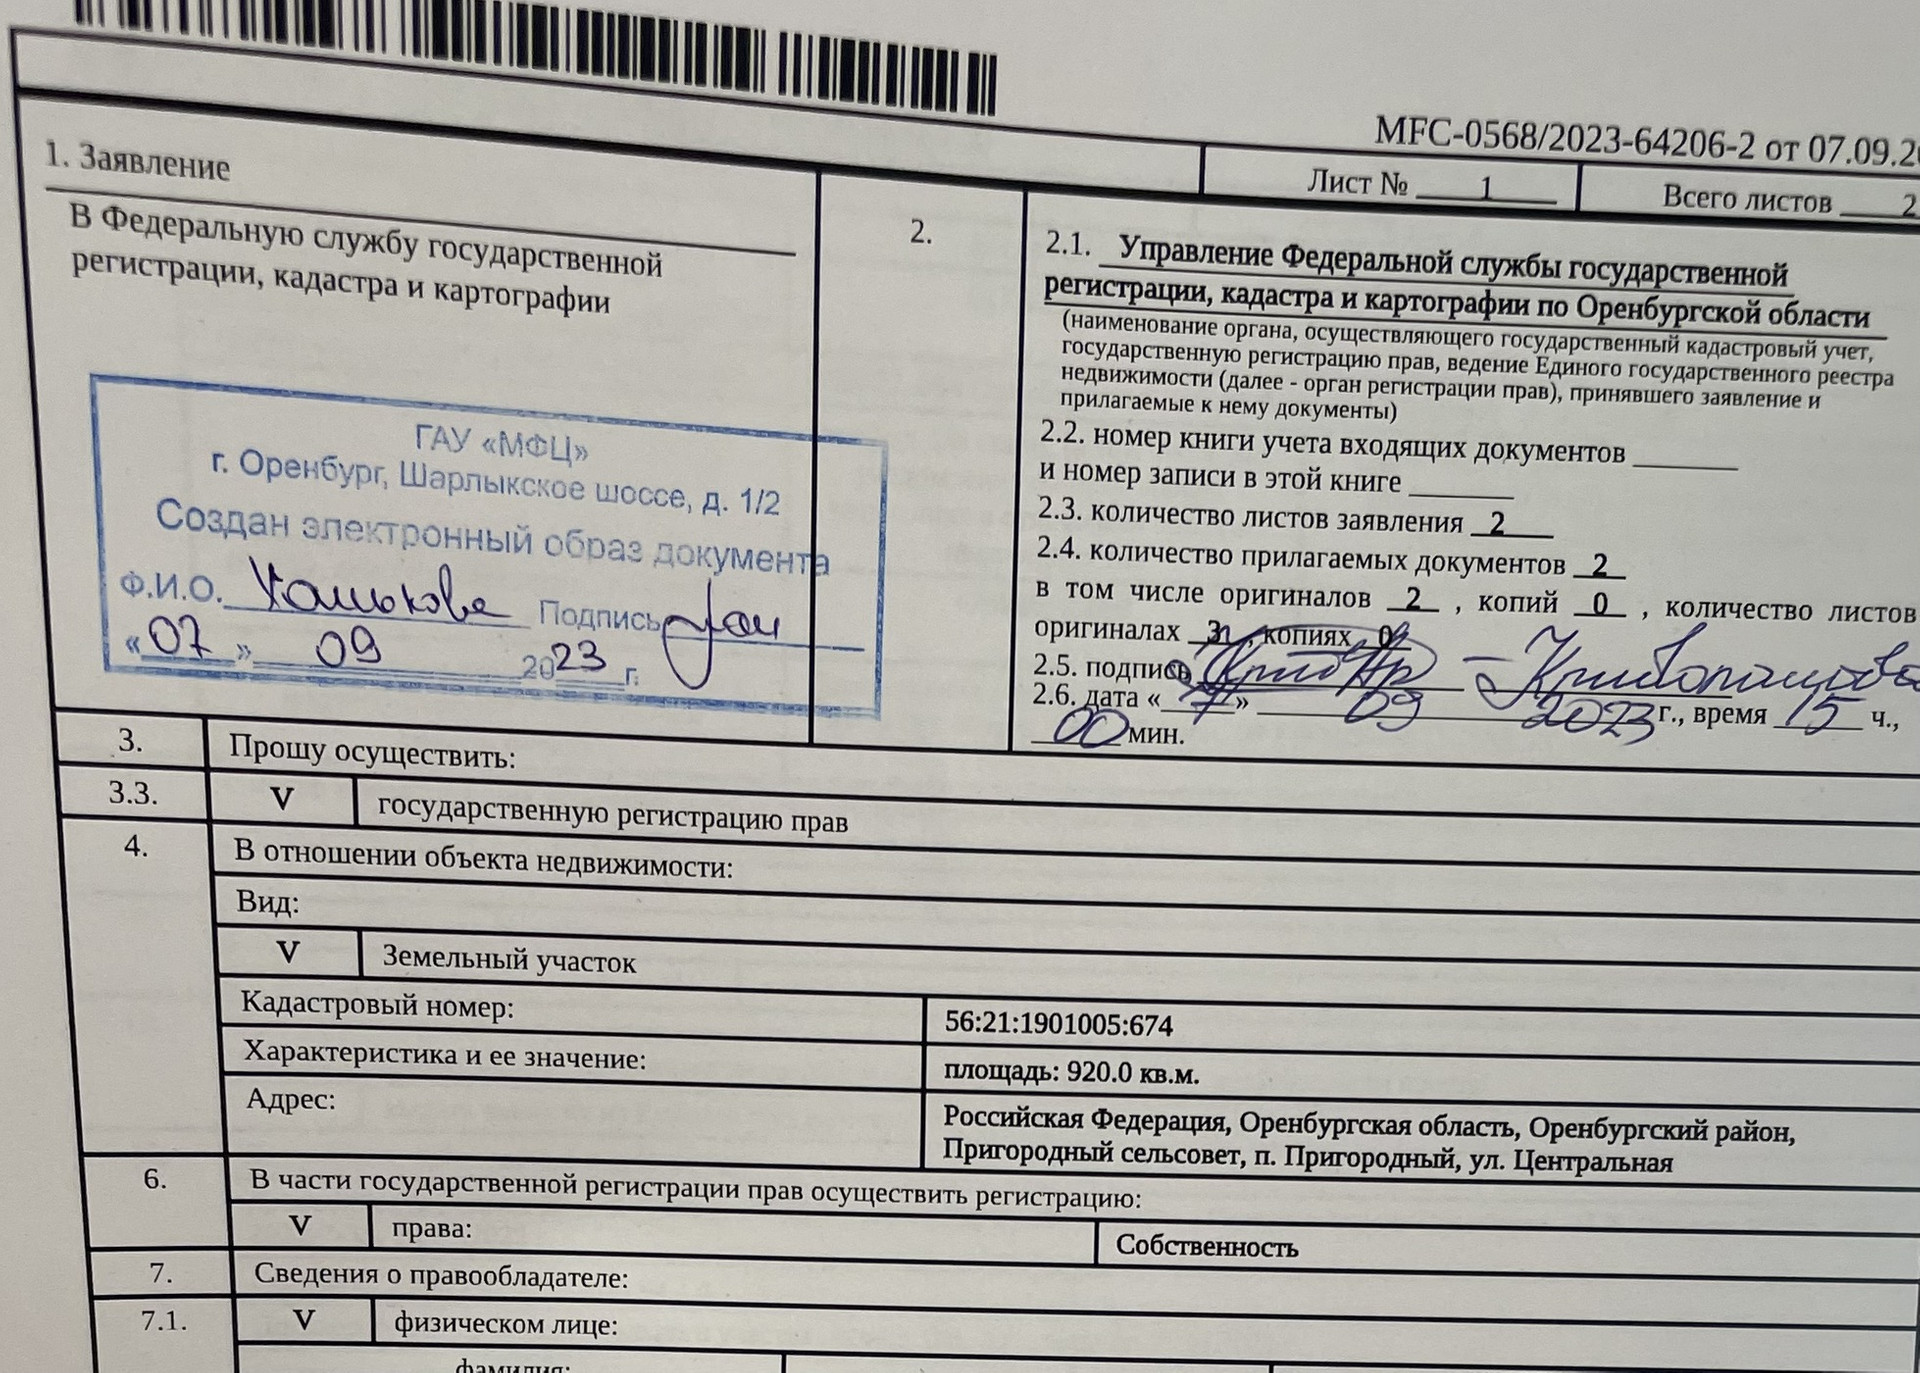 MFC-0568/2023-64206-2 от 07.09.2
Лист № 1
Всего листов 2
1. Заявление
В Федеральную службу государственной
регистрации, кадастра и картографии
ГАУ «МФЦ»
г. Оренбург, Шарлыкское шоссе, д. 1/2
Создан электронный образ документа
Ф.И.О. Подпись
«07» 09 2023 г.
2.
2.1. Управление Федеральной службы государственной
регистрации, кадастра и картографии по Оренбургской области
(наименование органа, осуществляющего государственный кадастровый учет,
государственную регистрацию прав, ведение Единого государственного реестра
недвижимости (далее - орган регистрации прав), принявшего заявление и
прилагаемые к нему документы)
2.2. номер книги учета входящих документов
и номер записи в этой книге
2.3. количество листов заявления 2
2.4. количество прилагаемых документов 2
в том числе оригиналов 2 , копий 0 , количество листов
оригиналах , копиях 0
2.5. подпись
2.6. дата «7» 09 2023 г., время 15 ч.,
00 мин.
3. Прошу осуществить:
3.3. V государственную регистрацию прав
4. В отношении объекта недвижимости:
Вид:
V Земельный участок
Кадастровый номер: 56:21:1901005:674
Характеристика и ее значение: площадь: 920.0 кв.м.
Адрес: Российская Федерация, Оренбургская область, Оренбургский район,
Пригородный сельсовет, п. Пригородный, ул. Центральная
6. В части государственной регистрации прав осуществить регистрацию:
V права: Собственность
7. Сведения о правообладателе:
7.1. V физическом лице:
фамилия: